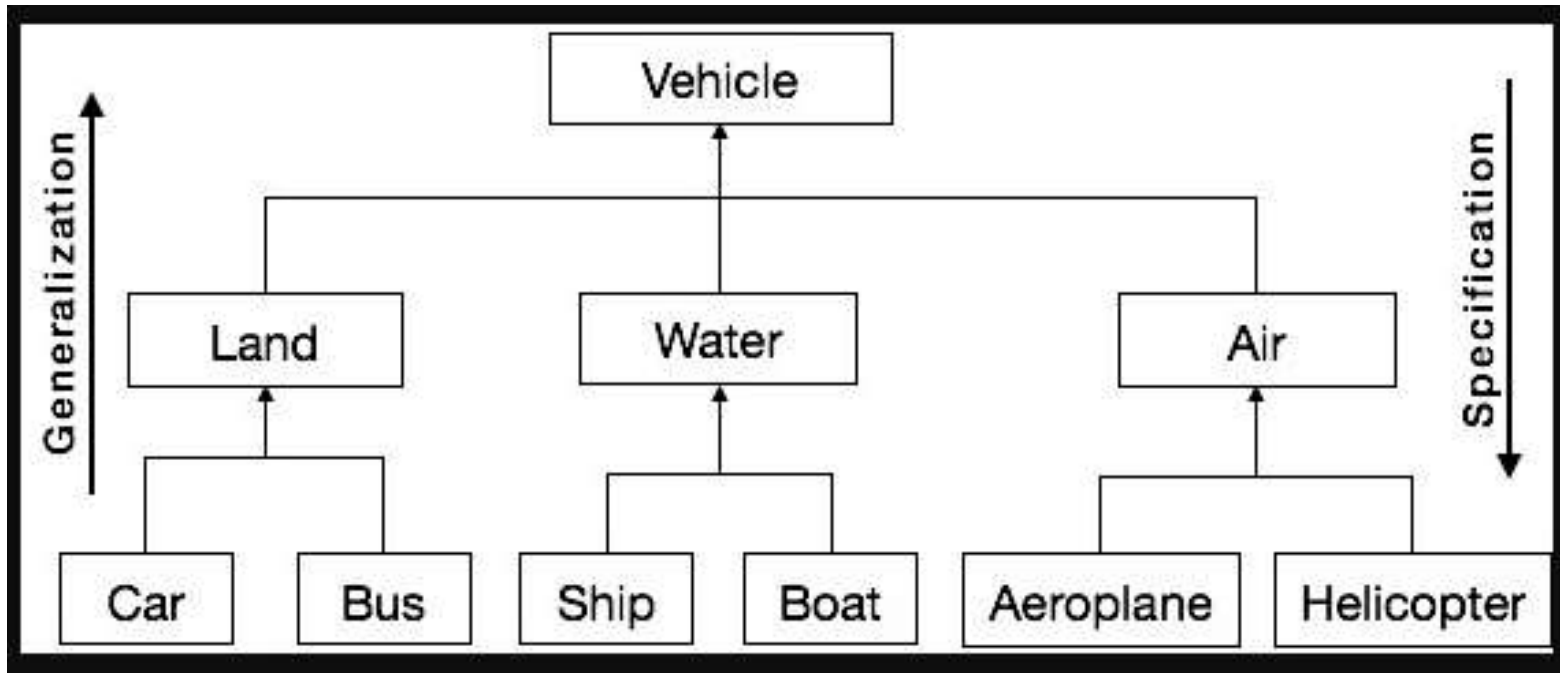 Vehicle
Generalization
Specification
Land
Water
Air
Car
Bus
Ship
Boat
Aeroplane
Helicopter